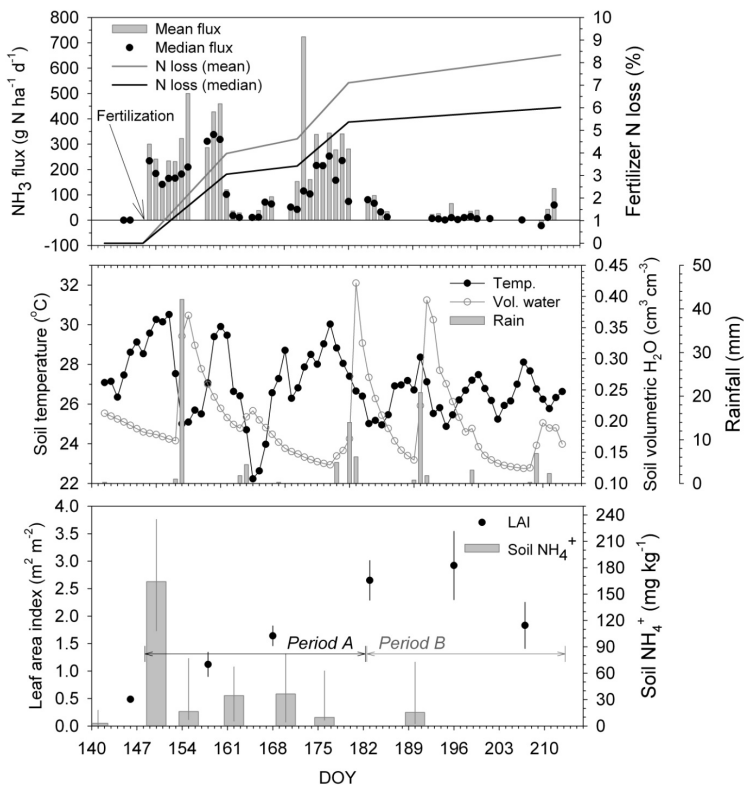 NH3 flux (g N ha⁻¹ d⁻¹)
800
700
600
500
400
300
200
100
0
-100
Mean flux
Median flux
N loss (mean)
N loss (median)
Fertilization
10
9
8
7
6
5
4
3
2
1
0
Fertilizer N loss (%)
Soil temperature (°C)
32
30
28
26
24
22
Temp.
Vol. water
Rain
0.45
0.40
0.35
0.30
0.25
0.20
0.15
0.10
Soil volumetric H2O (cm³ cm⁻³)
50
40
30
20
10
0
Rainfall (mm)
Leaf area index (m² m⁻²)
4.0
3.5
3.0
2.5
2.0
1.5
1.0
0.5
0.0
LAI
Soil NH4⁺
Period A
Period B
240
210
180
150
120
90
60
30
0
Soil NH4⁺ (mg kg⁻¹)
140 147 154 161 168 175 182 189 196 203 210
DOY